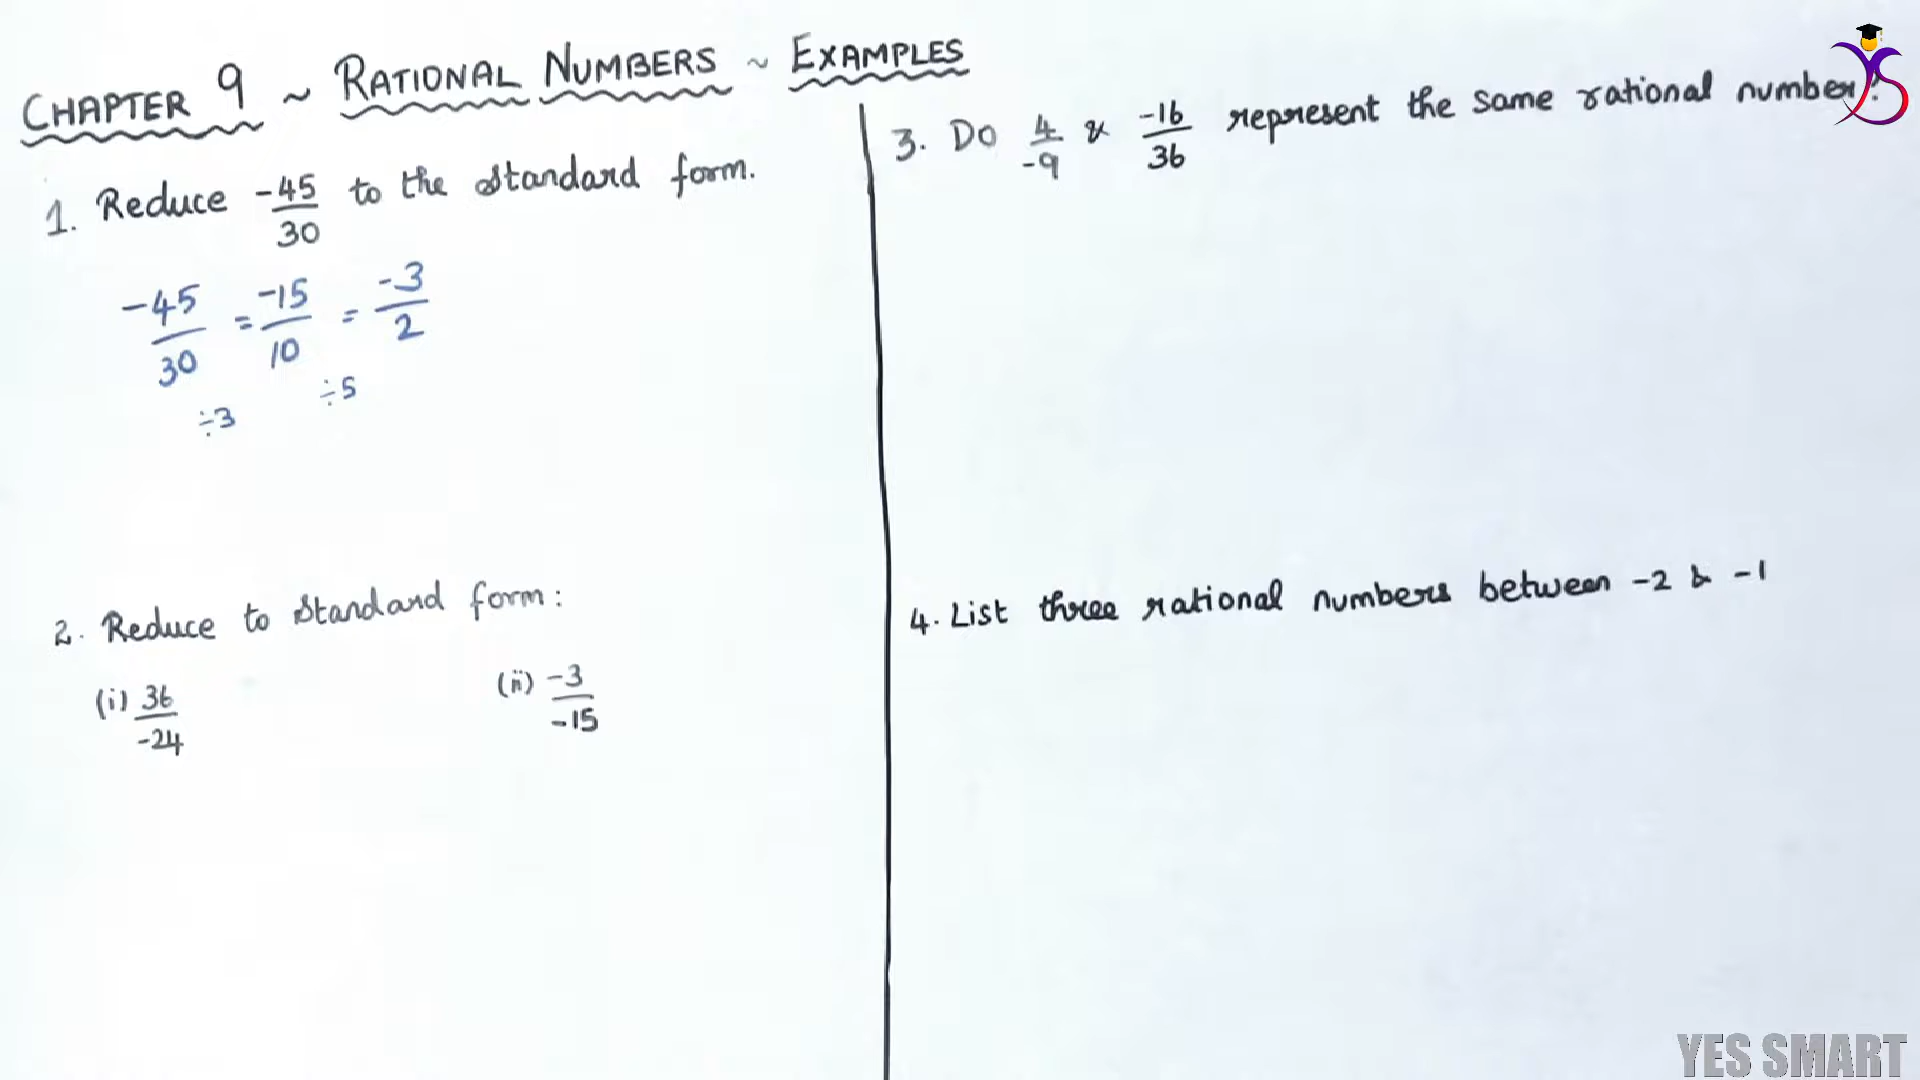 CHAPTER 9 ~ RATIONAL NUMBERS ~ EXAMPLES
1. Reduce -45/30 to the standard form.
-45/30 = -15/10 = -3/2
÷3 ÷5
2. Reduce to Standard form:
(i) 36/-24 (ii) -3/-15
3. Do 4/-9 & -16/36 represent the same rational number?
4. List three rational numbers between -2 & -1
YES SMART